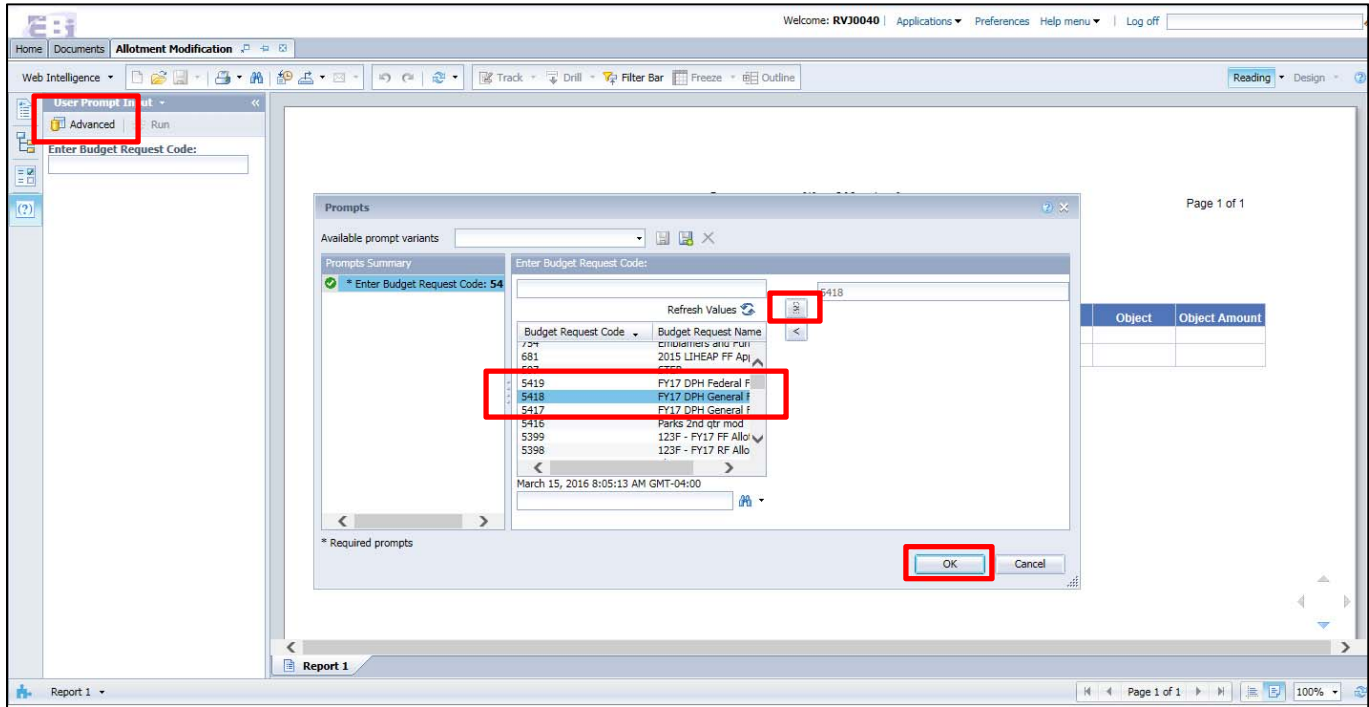 EBi
Welcome: RVJ0040 | Applications Preferences Help menu | Log off
Home Documents Allotment Modification
Web Intelligence Track Drill Filter Bar Freeze Outline Reading Design
User Prompt Input
Advanced Run
Enter Budget Request Code:
Page 1 of 1
Prompts
Available prompt variants
Prompts Summary Enter Budget Request Code:
* Enter Budget Request Code: 54
5418
Refresh Values
Object Object Amount
Budget Request Code Budget Request Name
754
681 2015 LIHEAP FF App
5419 FY17 DPH Federal F
5418 FY17 DPH General F
5417 FY17 DPH General F
5416 Parks 2nd qtr mod
5399 123F - FY17 FF Allo
5398 123F - FY17 RF Allo
March 15, 2016 8:05:13 AM GMT-04:00
* Required prompts
OK Cancel
Report 1
Report 1 Page 1 of 1 100%